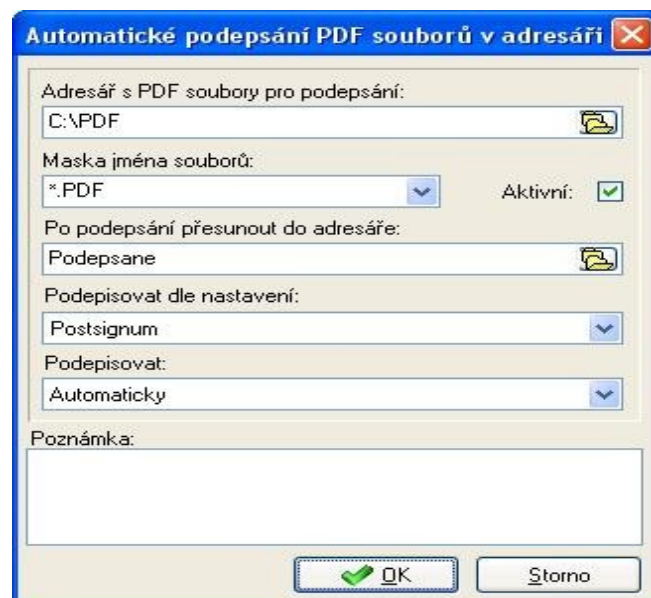 Automatické podepsání PDF souborů v adresáři
Adresář s PDF soubory pro podepsání:
C:\PDF
Maska jména souborů:
*.PDF
Aktivní:
Po podepsání přesunout do adresáře:
Podepsane
Podepisovat dle nastavení:
Postsignum
Podepisovat:
Automaticky
Poznámka:
OK
Storno